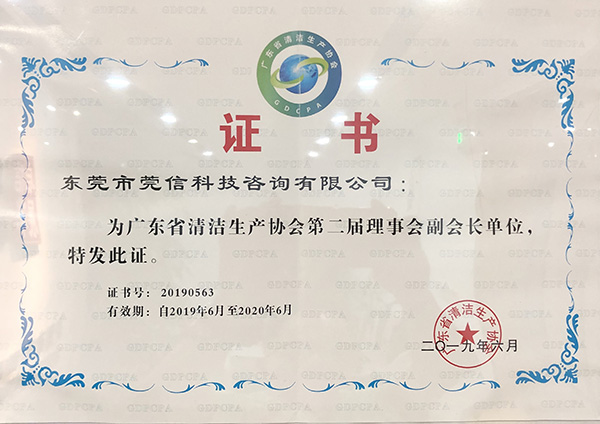 广东省清洁生产协会
GDCPA
证书
东莞市莞信科技咨询有限公司：
为广东省清洁生产协会第二届理事会副会长单位，
特发此证。
证书号： 20190563
有效期：自2019年6月至2020年6月
广东省清洁生产协会
二〇一九年六月